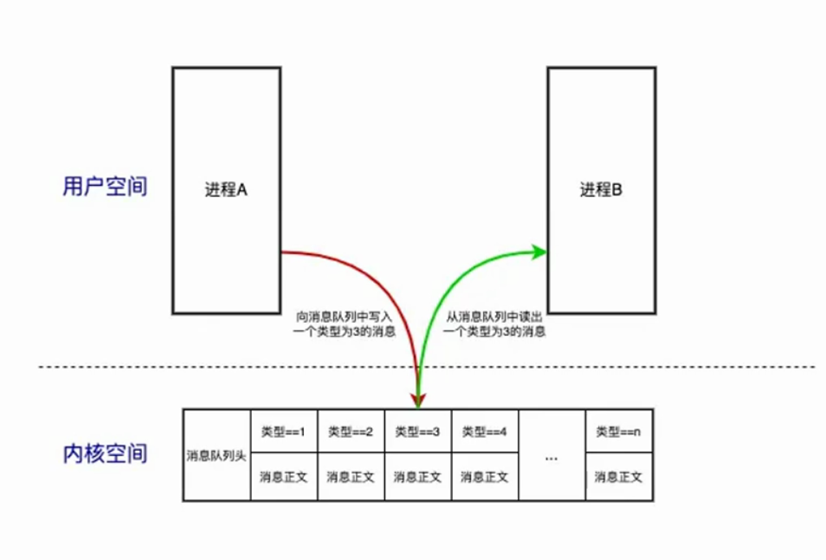 用户空间
进程A
进程B
向消息队列中写入
一个类型为3的消息
从消息队列中读出
一个类型为3的消息
内核空间
消息队列头
类型==1
类型==2
类型==3
类型==4
...
类型==n
消息正文
消息正文
消息正文
消息正文
消息正文